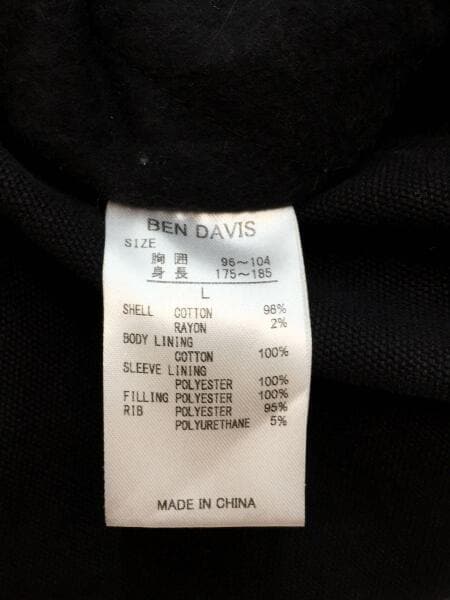 BEN DAVIS
SIZE
胸 囲 96～104
身 長 175～185
L
SHELL COTTON 98%
RAYON 2%
BODY LINING
COTTON 100%
SLEEVE LINING
POLYESTER 100%
FILLING POLYESTER 100%
RIB POLYESTER 95%
POLYURETHANE 5%
MADE IN CHINA